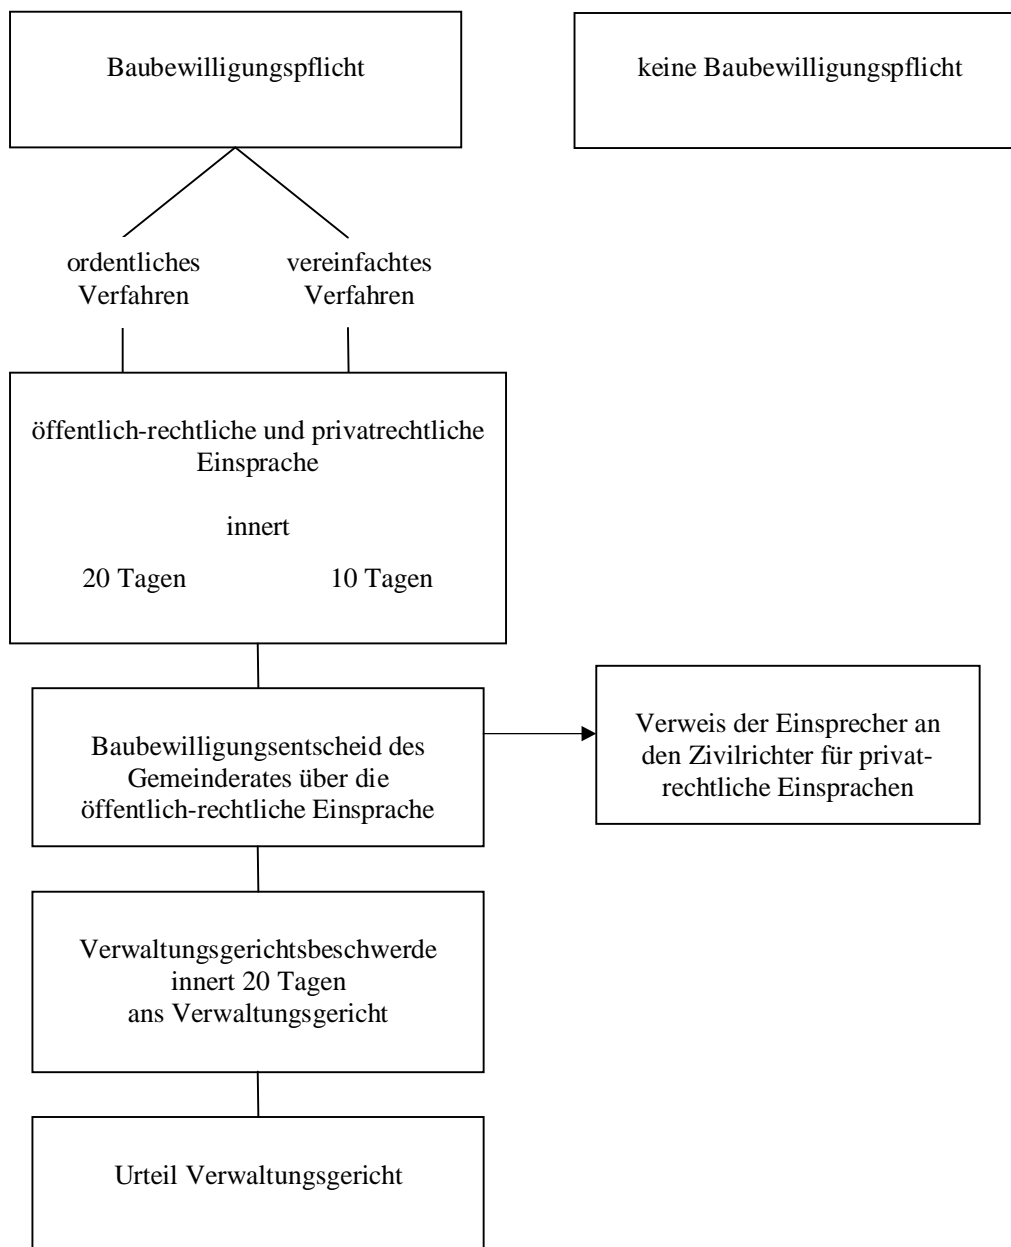 Baubewilligungspflicht
keine Baubewilligungspflicht
ordentliches
Verfahren
vereinfachtes
Verfahren
öffentlich-rechtliche und privatrechtliche
Einsprache
innert
20 Tagen
10 Tagen
Baubewilligungsentscheid des
Gemeinderates über die
öffentlich-rechtliche Einsprache
Verweis der Einsprecher an
den Zivilrichter für privat-
rechtliche Einsprachen
Verwaltungsgerichtsbeschwerde
innert 20 Tagen
ans Verwaltungsgericht
Urteil Verwaltungsgericht